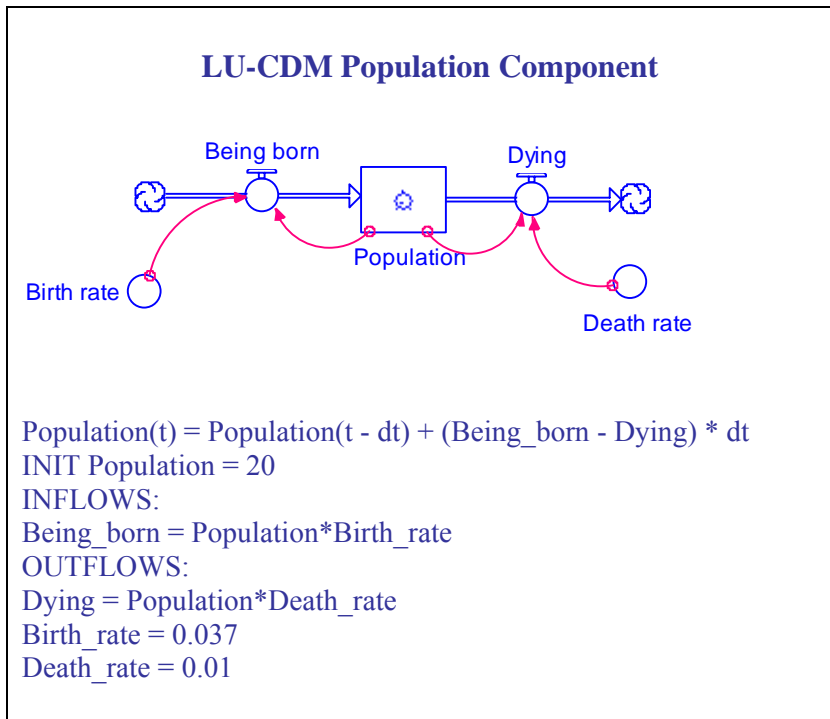 LU-CDM Population Component
Being born
Dying
Population
Birth rate
Death rate
Population(t) = Population(t - dt) + (Being_born - Dying) * dt
INIT Population = 20
INFLOWS:
Being_born = Population*Birth_rate
OUTFLOWS:
Dying = Population*Death_rate
Birth_rate = 0.037
Death_rate = 0.01